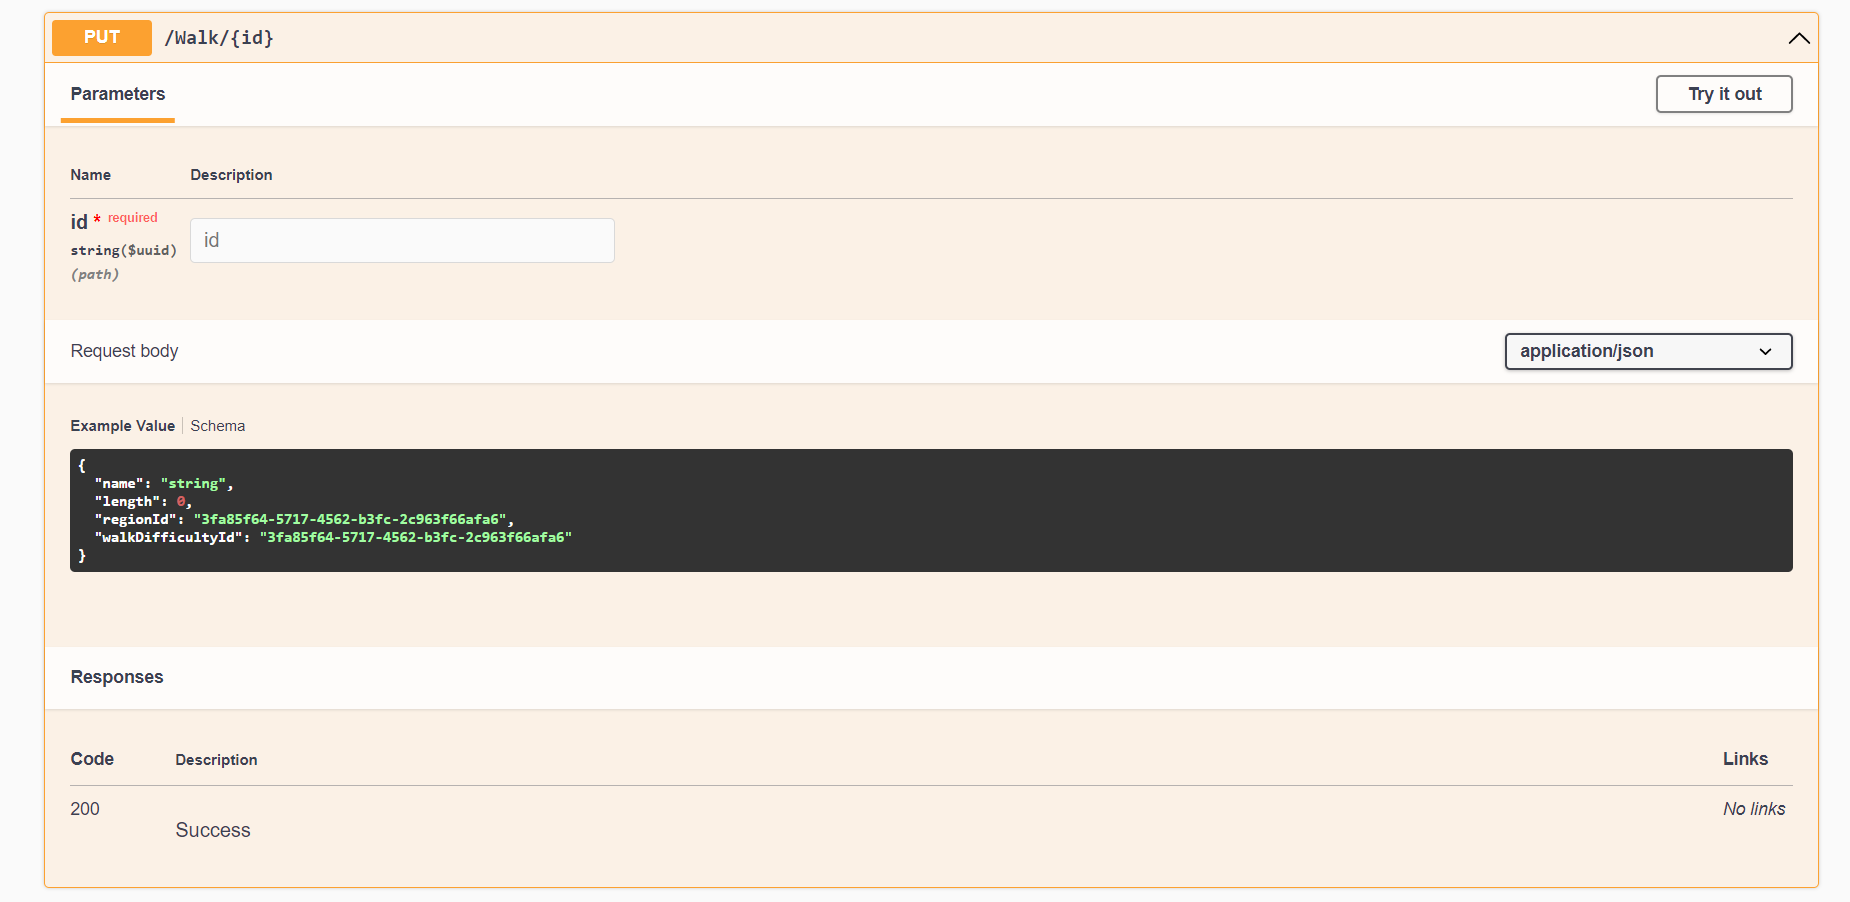 PUT /Walk/{id}
Parameters
Try it out
Name Description
id * required
string($uuid)
(path)
id
Request body
application/json
Example Value Schema
{
  "name": "string",
  "length": 0,
  "regionId": "3fa85f64-5717-4562-b3fc-2c963f66afa6",
  "walkDifficultyId": "3fa85f64-5717-4562-b3fc-2c963f66afa6"
}
Responses
Code Description Links
200 Success No links